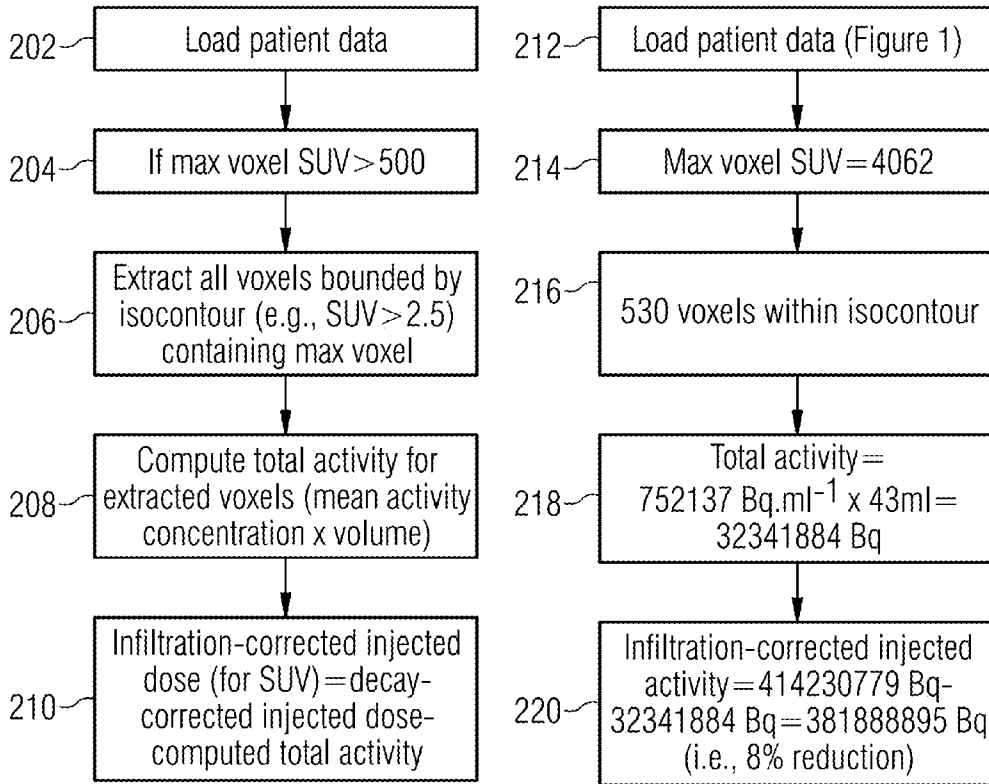 202
Load patient data
204
If max voxel SUV>500
206
Extract all voxels bounded by
isocontour (e.g., SUV>2.5)
containing max voxel
208
Compute total activity for
extracted voxels (mean activity
concentration x volume)
210
Infiltration-corrected injected
dose (for SUV)=decay-
corrected injected dose-
computed total activity
212
Load patient data (Figure 1)
214
Max voxel SUV=4062
216
530 voxels within isocontour
218
Total activity=
752137 Bq.ml⁻¹ x 43ml=
32341884 Bq
220
Infiltration-corrected injected
activity=414230779 Bq-
32341884 Bq=381888895 Bq
(i.e., 8% reduction)